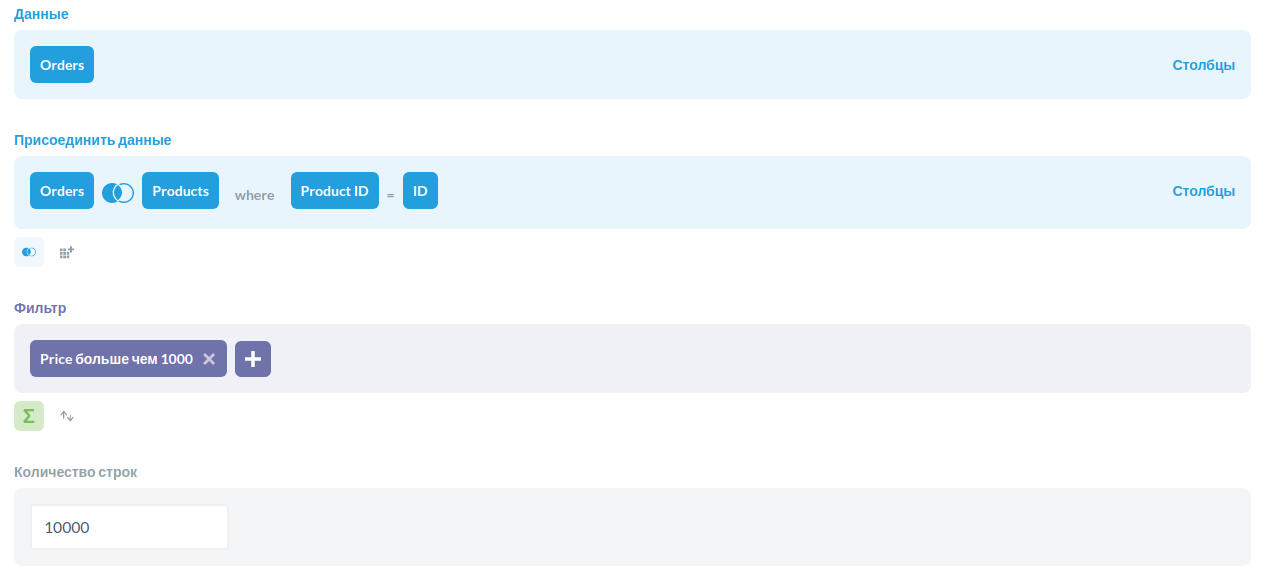 Данные
Orders Столбцы
Присоединить данные
Orders Products where Product ID = ID Столбцы
Фильтр
Price больше чем 1000
Количество строк
10000